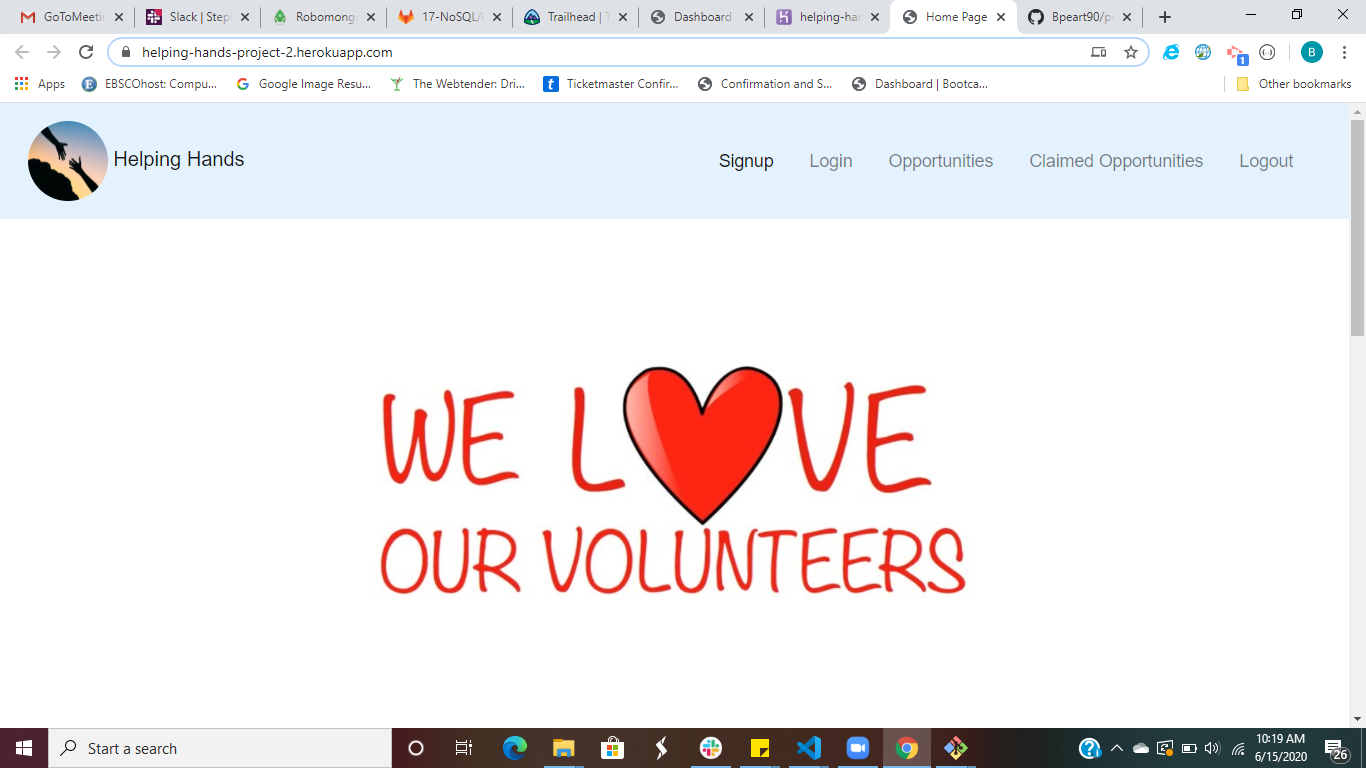 GoToMeetin
Slack | Step
Robomong
17-NoSQL/
Trailhead | T
Dashboard
helping-har
Home Page
Bpeart90/p
helping-hands-project-2.herokuapp.com
1
B
Apps
EBSCOhost: Compu...
Google Image Resu...
The Webtender: Dri...
Ticketmaster Confir...
Confirmation and S...
Dashboard | Bootca...
Other bookmarks
Helping Hands
Signup
Login
Opportunities
Claimed Opportunities
Logout
WE LOVE
OUR VOLUNTEERS
Start a search
10:19 AM
6/15/2020
26